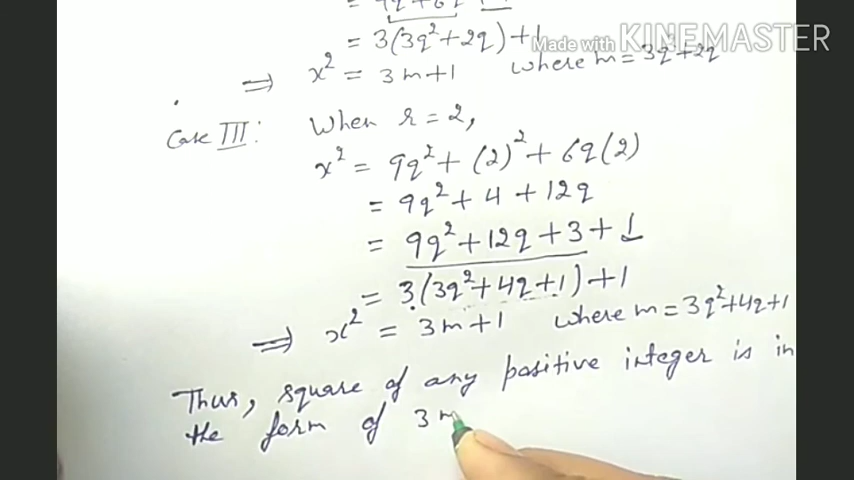 = 9q² + 6q
= 3(3q² + 2q) + 1
Made with KINEMASTER
⇒ x² = 3m + 1 where m = 3q² + 2q
Case III : When r = 2,
x² = 9q² + (2)² + 6q(2)
= 9q² + 4 + 12q
= 9q² + 12q + 3 + 1
= 3(3q² + 4q + 1) + 1
⇒ x² = 3m + 1 where m = 3q² + 4q + 1
Thus, square of any positive integer is in
the form of 3m